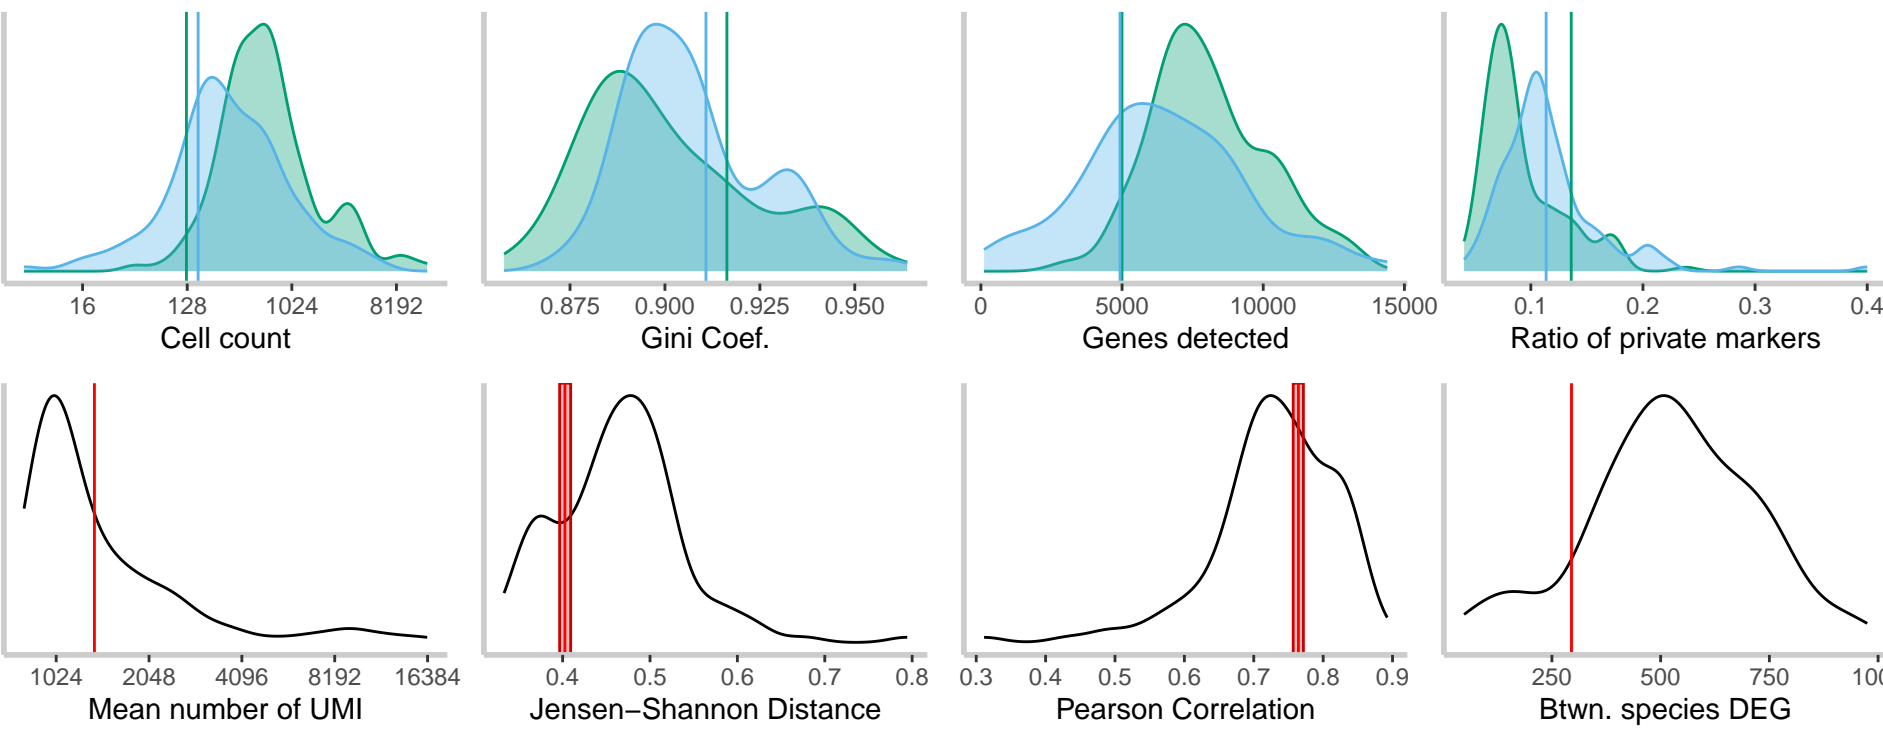 16 128 1024 8192
Cell count
0.875 0.900 0.925 0.950
Gini Coef.
0 5000 10000 15000
Genes detected
0.1 0.2 0.3 0.4
Ratio of private markers
1024 2048 4096 8192 16384
Mean number of UMI
0.4 0.5 0.6 0.7 0.8
Jensen−Shannon Distance
0.3 0.4 0.5 0.6 0.7 0.8 0.9
Pearson Correlation
250 500 750 100
Btwn. species DEG